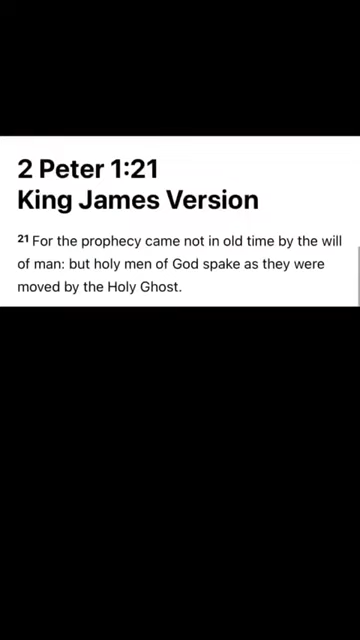 2 Peter 1:21
King James Version
21 For the prophecy came not in old time by the will
of man: but holy men of God spake as they were
moved by the Holy Ghost.